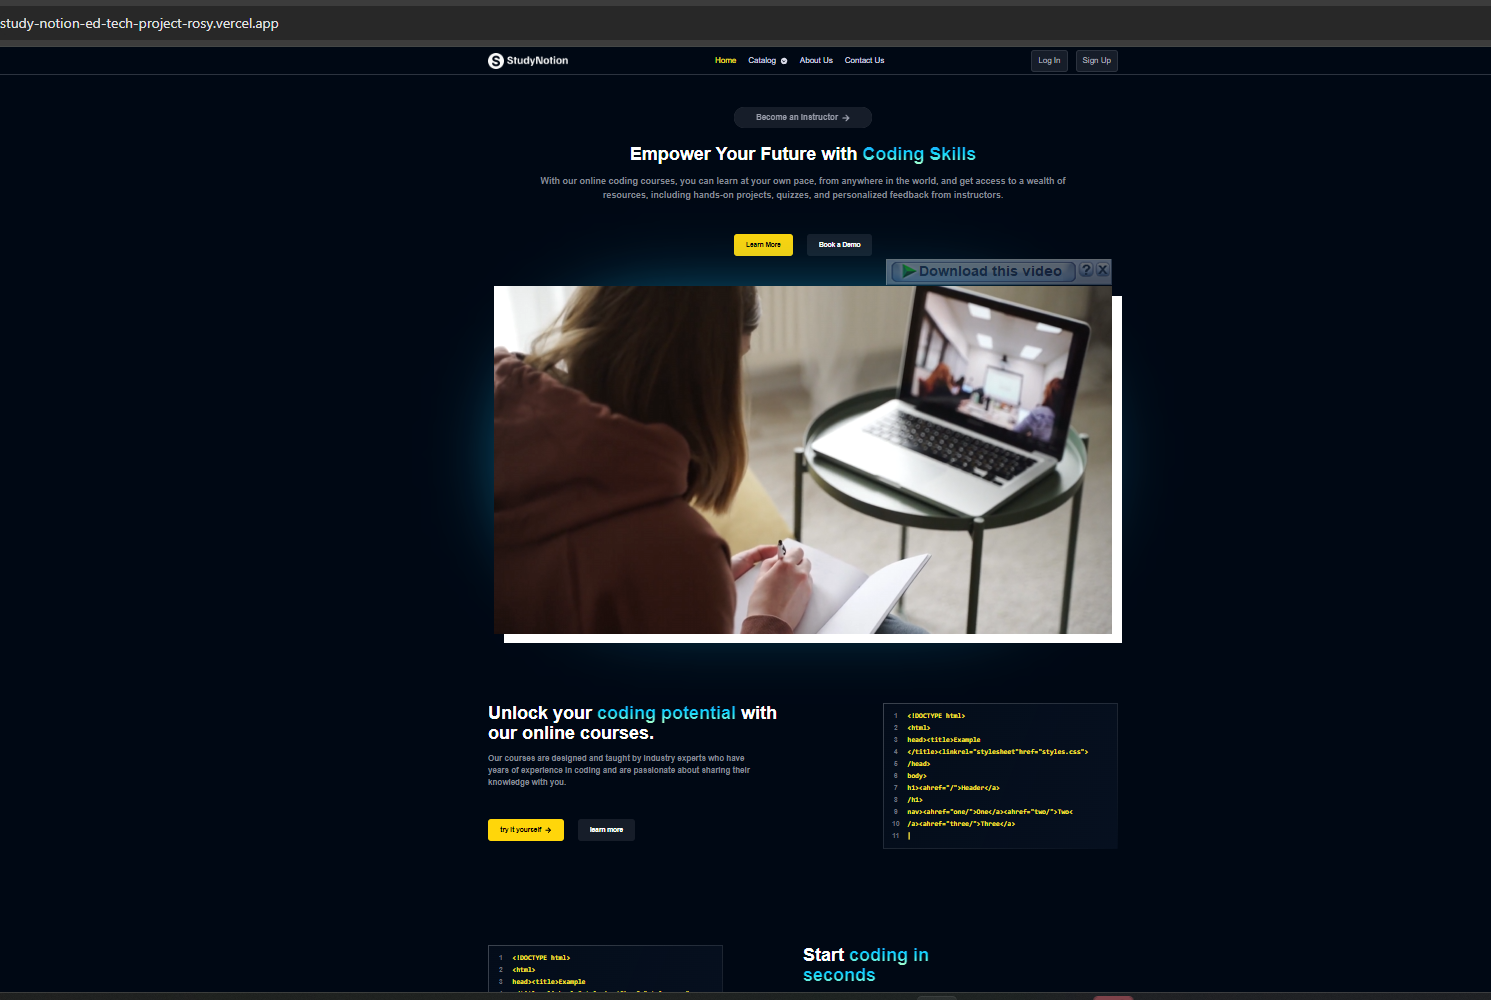 study-notion-ed-tech-project-rosy.vercel.app
StudyNotion
Home Catalog About Us Contact Us
Log In Sign Up
Become an Instructor →
Empower Your Future with Coding Skills
With our online coding courses, you can learn at your own pace, from anywhere in the world, and get access to a wealth of
resources, including hands-on projects, quizzes, and personalized feedback from instructors.
Learn More Book a Demo
Download this video ? X
Unlock your coding potential with
our online courses.
Our courses are designed and taught by industry experts who have
years of experience in coding and are passionate about sharing their
knowledge with you.
try it yourself → learn more
1 <!DOCTYPE html>
2 <html>
3 head><title>Example
4 </title><linkrel="stylesheet"href="styles.css">
5 /head>
6 body>
7 h1><ahref="/">Header</a>
8 /h1>
9 nav><ahref="one/">One</a><ahref="two/">Two<
10 /a><ahref="three/">Three</a>
11 |
1 <!DOCTYPE html>
2 <html>
3 head><title>Example
Start coding in
seconds